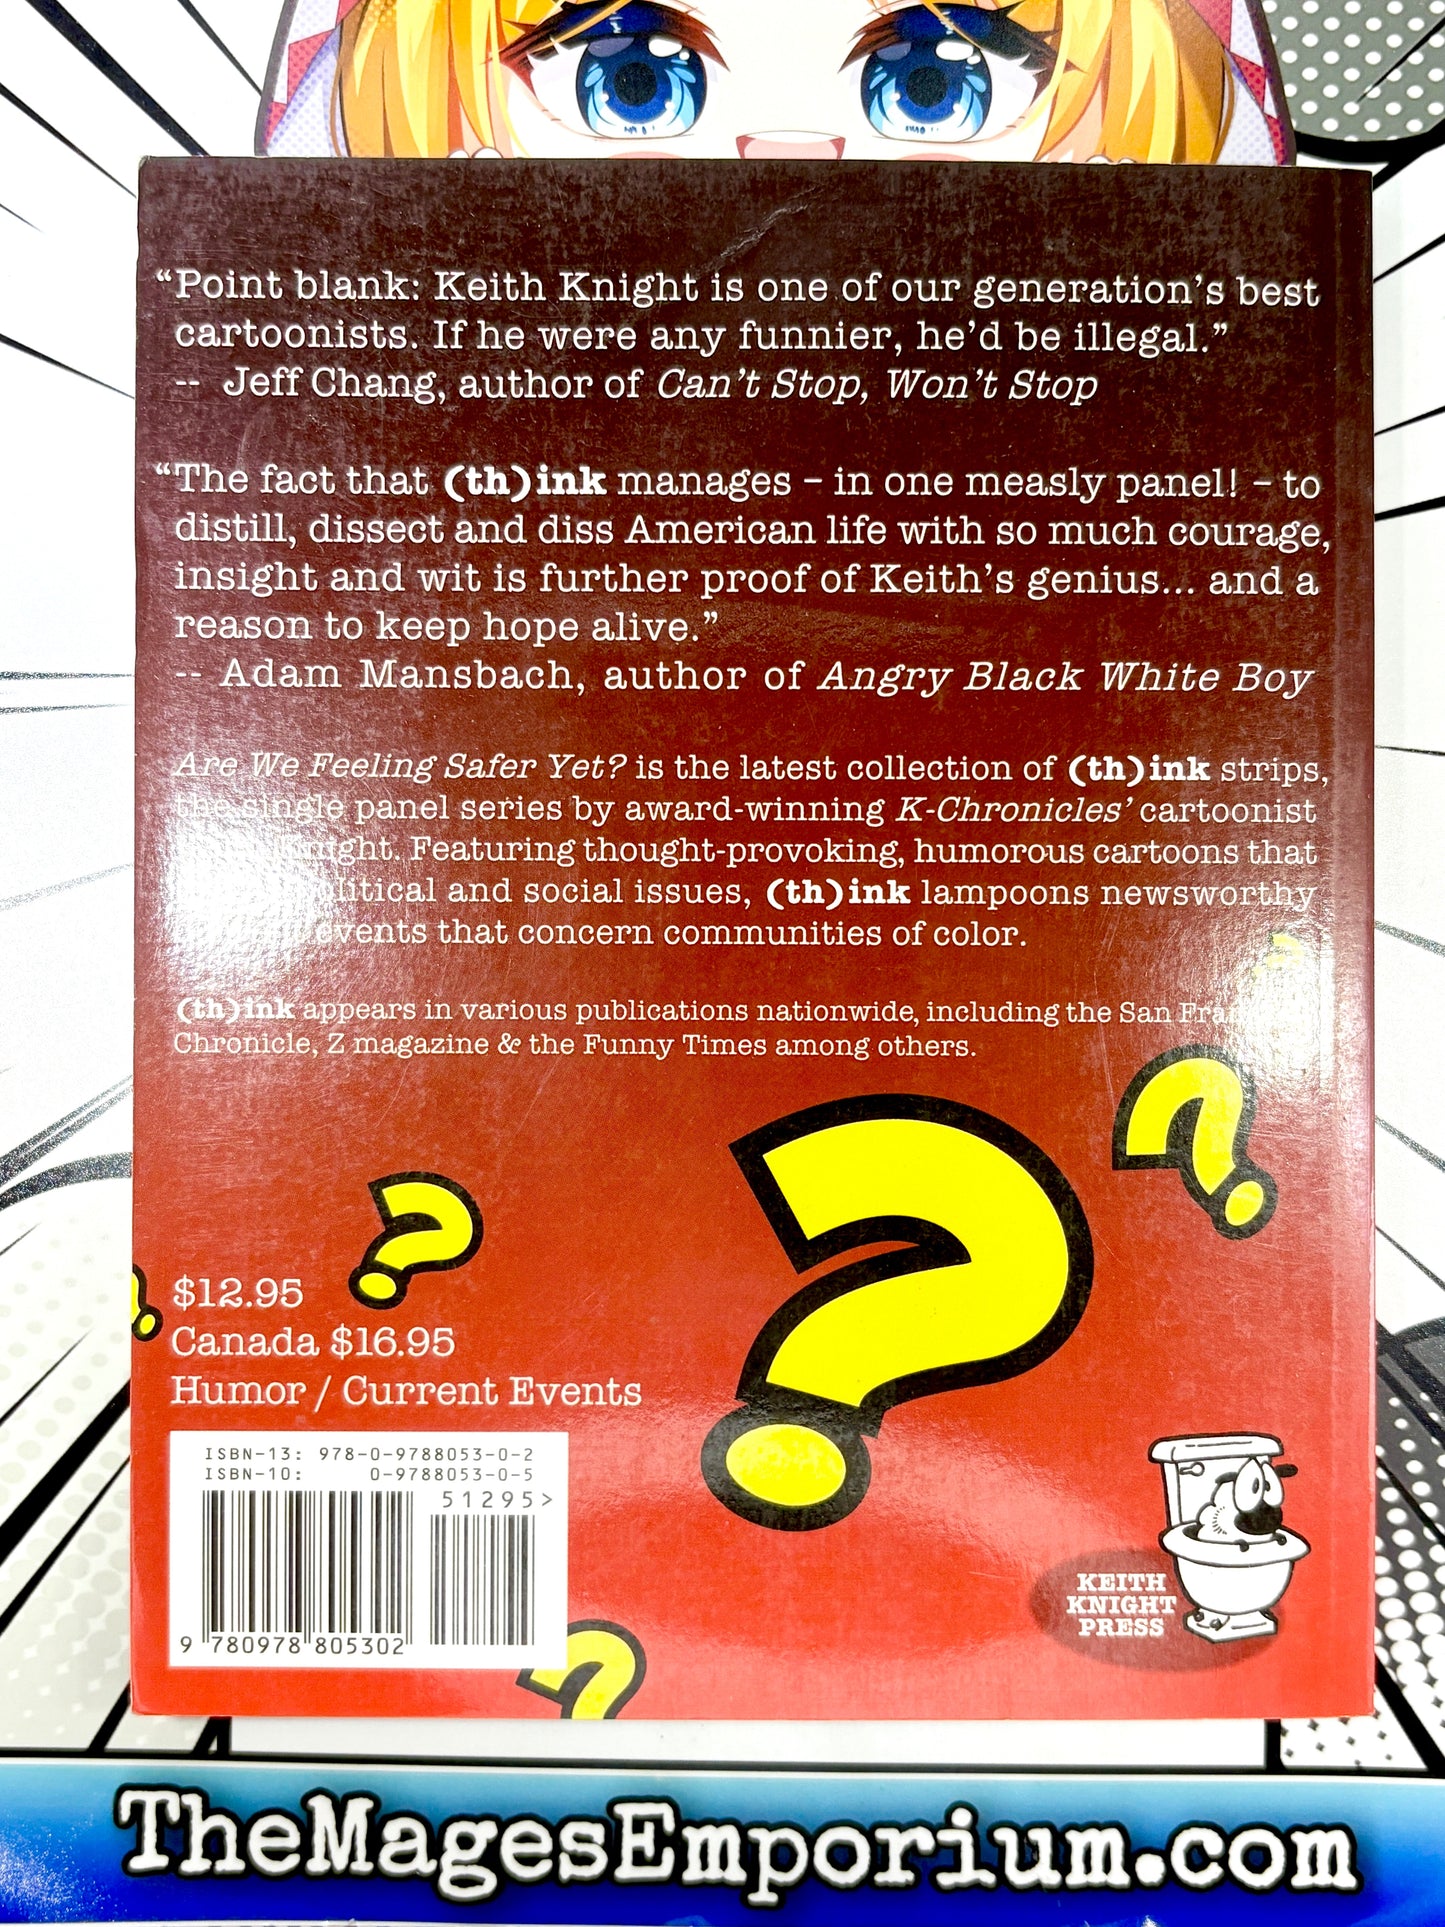 “Point blank: Keith Knight is one of our generation’s best
cartoonists. If he were any funnier, he’d be illegal.”
-- Jeff Chang, author of Can’t Stop, Won’t Stop
“The fact that (th)ink manages – in one measly panel! – to
distill, dissect and diss American life with so much courage,
insight and wit is further proof of Keith’s genius... and a
reason to keep hope alive.”
-- Adam Mansbach, author of Angry Black White Boy
Are We Feeling Safer Yet? is the latest collection of (th)ink strips,
the single panel series by award-winning K-Chronicles’ cartoonist
Knight. Featuring thought-provoking, humorous cartoons that
political and social issues, (th)ink lampoons newsworthy
events that concern communities of color.
(th)ink appears in various publications nationwide, including the San Francisco
Chronicle, Z magazine & the Funny Times among others.
$12.95
Canada $16.95
Humor / Current Events
ISBN-13: 978-0-9788053-0-2
ISBN-10: 0-9788053-0-5
51295>
9 780978 805302
KEITH
KNIGHT
PRESS
TheMagesEmporium.com